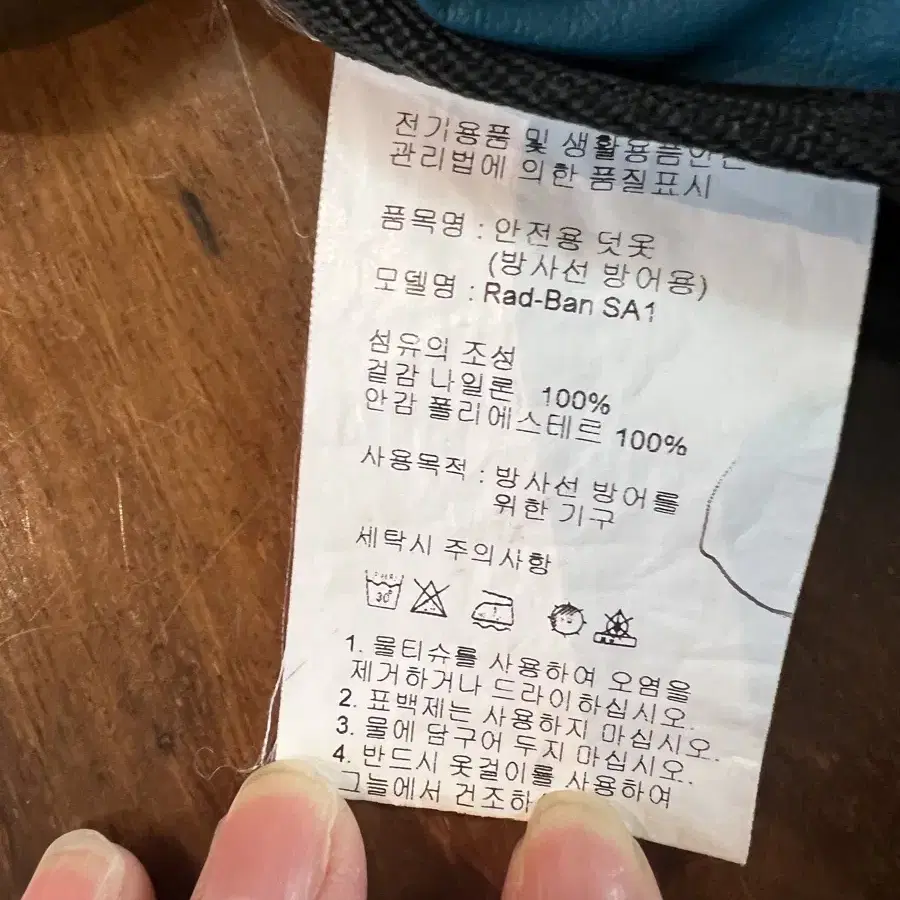 전기용품 및 생활용품안전
관리법에 의한 품질표시
품목명 : 안전용 덧옷
(방사선 방어용)
모델명 : Rad-Ban SA1
섬유의 조성
겉감 나일론 100%
안감 폴리에스테르 100%
사용목적 : 방사선 방어를
위한 기구
세탁시 주의사항
30°
1. 물티슈를 사용하여 오염을
제거하거나 드라이하십시오.
2. 표백제는 사용하지 마십시오.
3. 물에 담구어 두지 마십시오.
4. 반드시 옷걸이를 사용하여
그늘에서 건조하